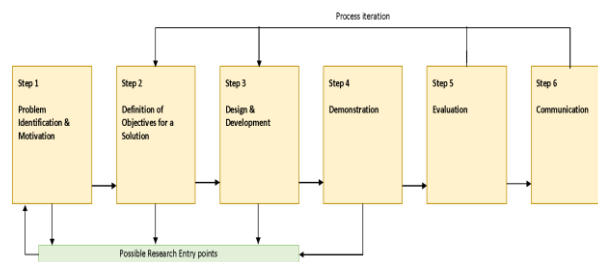 Process iteration
Step 1
Problem
Identification &
Motivation
Step 2
Definition of
Objectives for a
Solution
Step 3
Design &
Development
Step 4
Demonstration
Step 5
Evaluation
Step 6
Communication
Possible Research Entry points